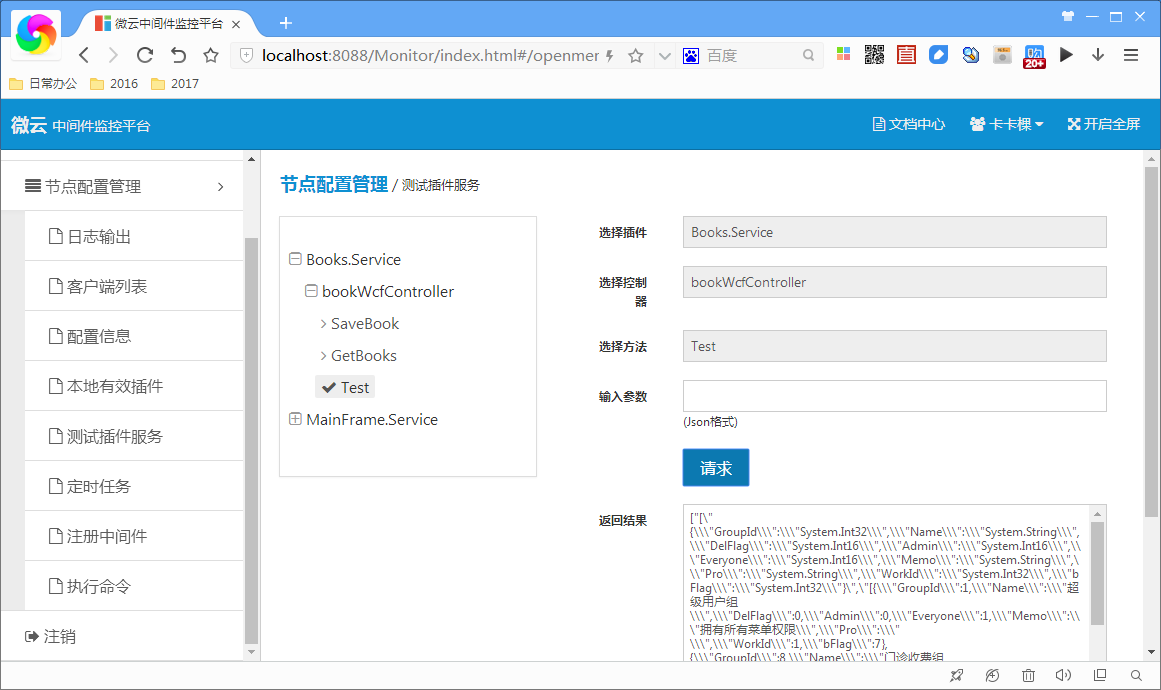 微云中间件监控平台
localhost:8088/Monitor/index.html#/openmer
百度
20+
日常办公
2016
2017
微云 中间件监控平台
文档中心
卡卡棵
开启全屏
节点配置管理
日志输出
客户端列表
配置信息
本地有效插件
测试插件服务
定时任务
注册中间件
执行命令
注销
节点配置管理 / 测试插件服务
Books.Service
bookWcfController
SaveBook
GetBooks
Test
MainFrame.Service
选择插件
Books.Service
选择控制
器
bookWcfController
选择方法
Test
输入参数
(Json格式)
请求
返回结果
["[\"
{\\\"GroupId\\\":\\\"System.Int32\\\",\\\"Name\\\":\\\"System.String\\\",
\\\"DelFlag\\\":\\\"System.Int16\\\",\\\"Admin\\\":\\\"System.Int16\\\",\\
\"Everyone\\\":\\\"System.Int16\\\",\\\"Memo\\\":\\\"System.String\\\",\
\\"Pro\\\":\\\"System.String\\\",\\\"WorkId\\\":\\\"System.Int32\\\",\\\"b
Flag\\\":\\\"System.Int32\\\"}\",\"[{\\\"GroupId\\\":1,\\\"Name\\\":\\\"超
级用户组
\\\",\\\"DelFlag\\\":0,\\\"Admin\\\":0,\\\"Everyone\\\":1,\\\"Memo\\\":\\
\"拥有所有菜单权限\\\",\\\"Pro\\\":\\\"
\\\",\\\"WorkId\\\":1,\\\"bFlag\\\":7},
{\\\"GroupId\\\":8,\\\"Name\\\":\\\"门诊收费组